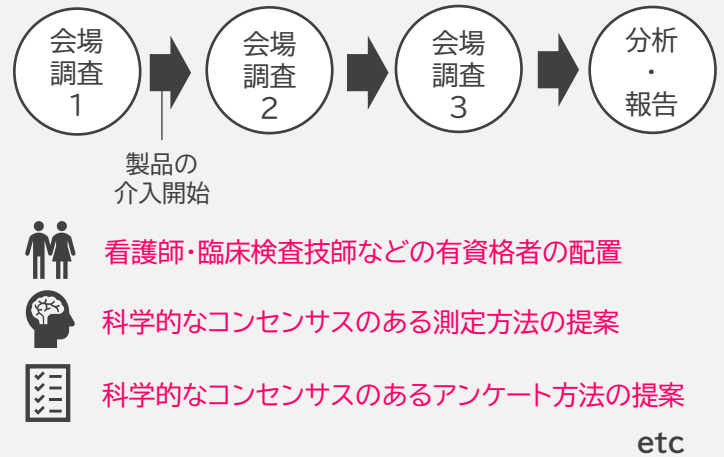 会場
調査
1
会場
調査
2
会場
調査
3
分析
・
報告
製品の
介入開始
看護師・臨床検査技師などの有資格者の配置
科学的なコンセンサスのある測定方法の提案
科学的なコンセンサスのあるアンケート方法の提案
etc